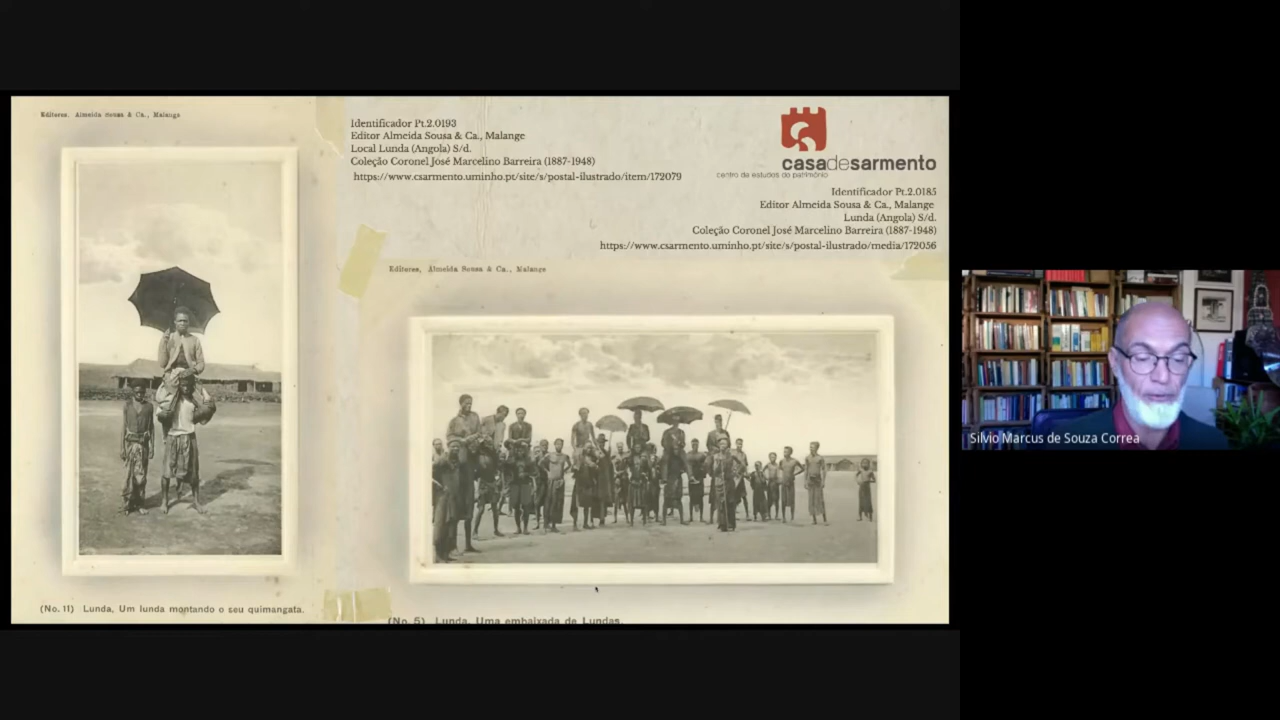 Editores, Almeida Sousa & Ca., Malange
Identificador Pt.2.0193
Editor Almeida Sousa & Ca., Malange
Local Lunda (Angola) S/d.
Coleção Coronel José Marcelino Barreira (1887-1948)
https://www.csarmento.uminho.pt/site/s/postal-ilustrado/item/172079
casadesarmento
centro de estudos do património
Identificador Pt.2.0185
Editor Almeida Sousa & Ca., Malange
Lunda (Angola) S/d.
Coleção Coronel José Marcelino Barreira (1887-1948)
https://www.csarmento.uminho.pt/site/s/postal-ilustrado/media/172056
Editores, Almeida Sousa & Ca., Malange
(No. 11) Lunda, Um lunda montando o seu quimangata.
(No. 5) Lunda, Uma embaixada de Lundas.
Silvio Marcus de Souza Correa